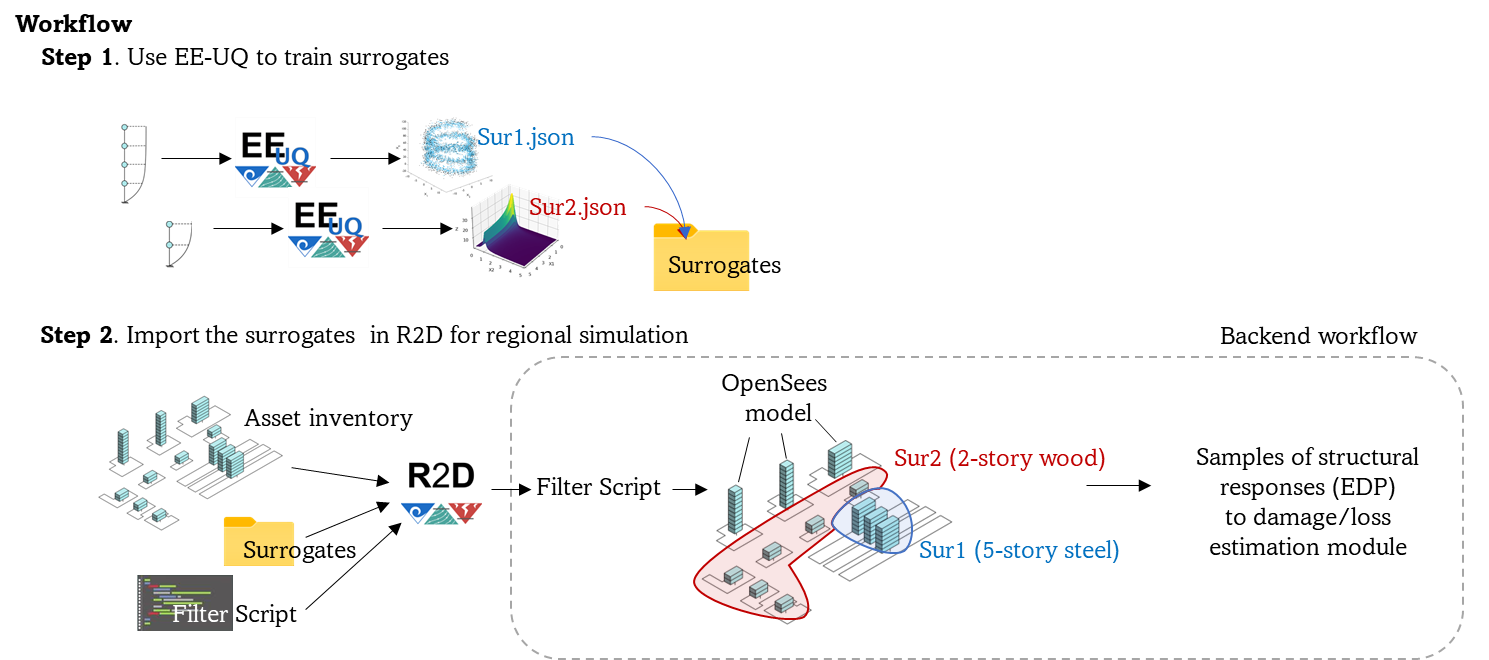 Workflow
Step 1. Use EE-UQ to train surrogates
EE
UQ
Sur1.json
EE
UQ
Sur2.json
Surrogates
Step 2. Import the surrogates in R2D for regional simulation
Backend workflow
Asset inventory
R2D
Surrogates
Filter Script
Filter Script
OpenSees
model
Sur2 (2-story wood)
Sur1 (5-story steel)
Samples of structural
responses (EDP)
to damage/loss
estimation module